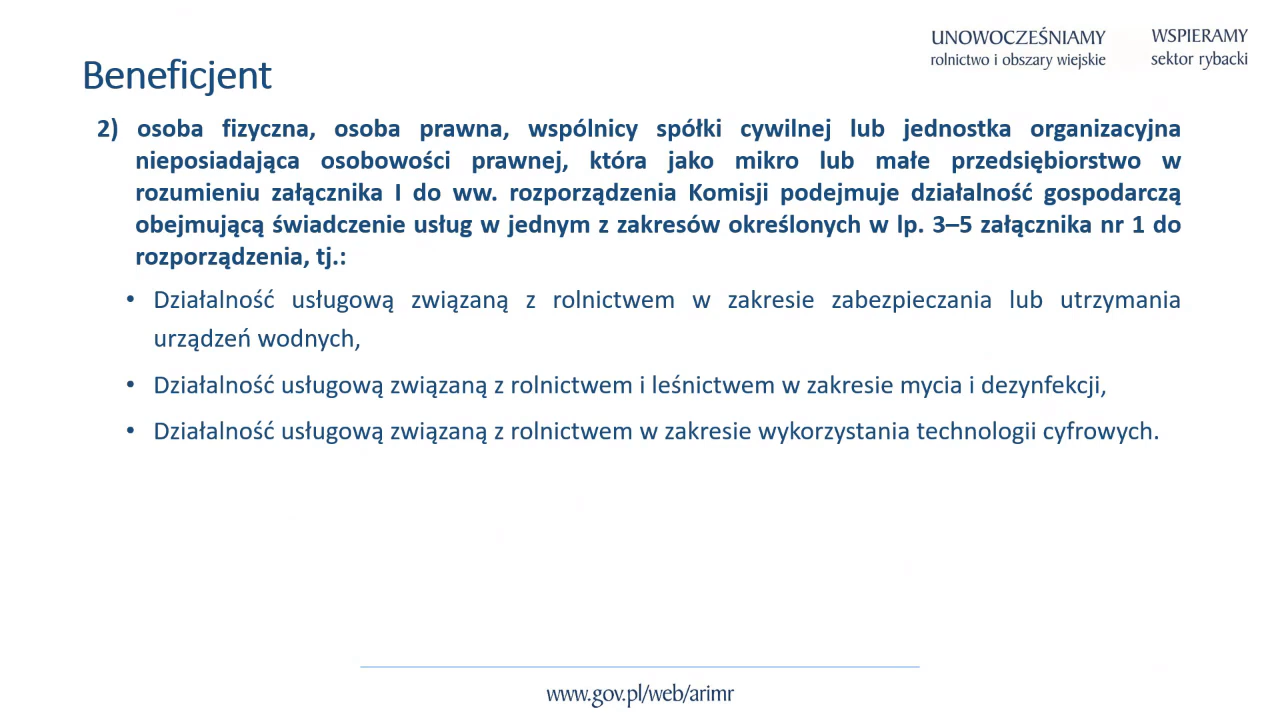 UNOWOCZEŚNIAMY
rolnictwo i obszary wiejskie
WSPIERAMY
sektor rybacki
Beneficjent
2) osoba fizyczna, osoba prawna, wspólnicy spółki cywilnej lub jednostka organizacyjna
nieposiadająca osobowości prawnej, która jako mikro lub małe przedsiębiorstwo w
rozumieniu załącznika I do ww. rozporządzenia Komisji podejmuje działalność gospodarczą
obejmującą świadczenie usług w jednym z zakresów określonych w lp. 3–5 załącznika nr 1 do
rozporządzenia, tj.:
• Działalność usługową związaną z rolnictwem w zakresie zabezpieczania lub utrzymania
urządzeń wodnych,
• Działalność usługową związaną z rolnictwem i leśnictwem w zakresie mycia i dezynfekcji,
• Działalność usługową związaną z rolnictwem w zakresie wykorzystania technologii cyfrowych.
www.gov.pl/web/arimr